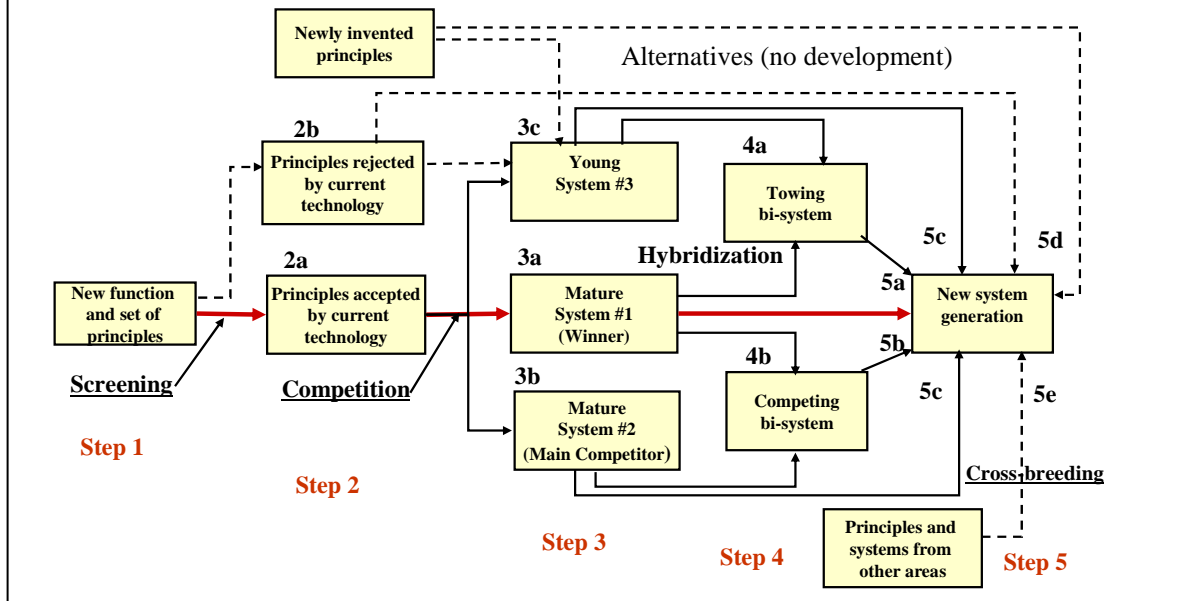 Newly invented
principles
Alternatives (no development)
2b
Principles rejected
by current
technology
3c
Young
System #3
4a
Towing
bi-system
5c
5d
Hybridization
2a
Principles accepted
by current
technology
3a
Mature
System #1
(Winner)
5a
New system
generation
New function
and set of
principles
Screening
Competition
3b
Mature
System #2
(Main Competitor)
4b
Competing
bi-system
5b
5c
5e
Cross-breeding
Step 1
Step 2
Step 3
Step 4
Principles and
systems from
other areas
Step 5